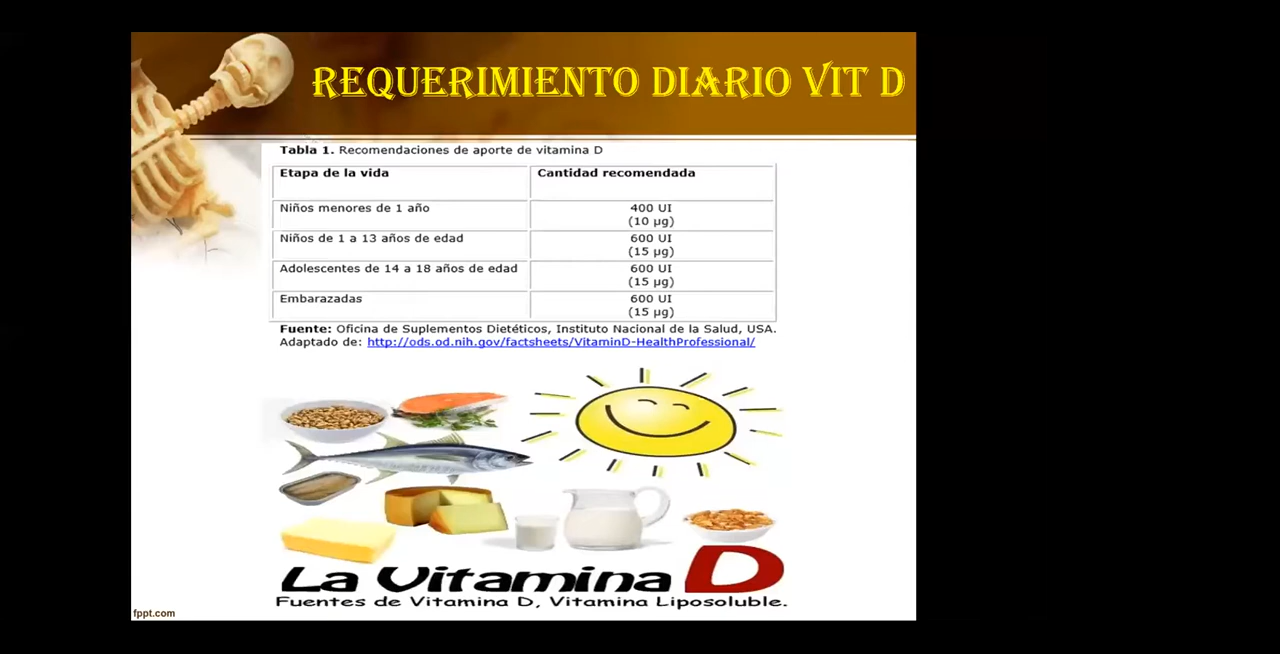 REQUERIMIENTO DIARIO VIT D
Tabla 1. Recomendaciones de aporte de vitamina D
Etapa de la vida Cantidad recomendada
Niños menores de 1 año 400 UI
(10 µg)
Niños de 1 a 13 años de edad 600 UI
(15 µg)
Adolescentes de 14 a 18 años de edad 600 UI
(15 µg)
Embarazadas 600 UI
(15 µg)
Fuente: Oficina de Suplementos Dietéticos, Instituto Nacional de la Salud, USA.
Adaptado de: http://ods.od.nih.gov/factsheets/VitaminD-HealthProfessional/
La Vitamina D
Fuentes de Vitamina D, Vitamina Liposoluble.
fppt.com